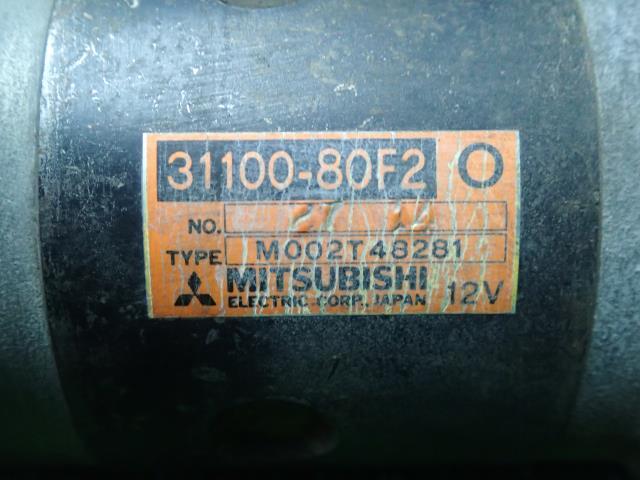 31100-80F2 O
NO.
TYPE M002T48281
MITSUBISHI
ELECTRIC CORP. JAPAN 12V